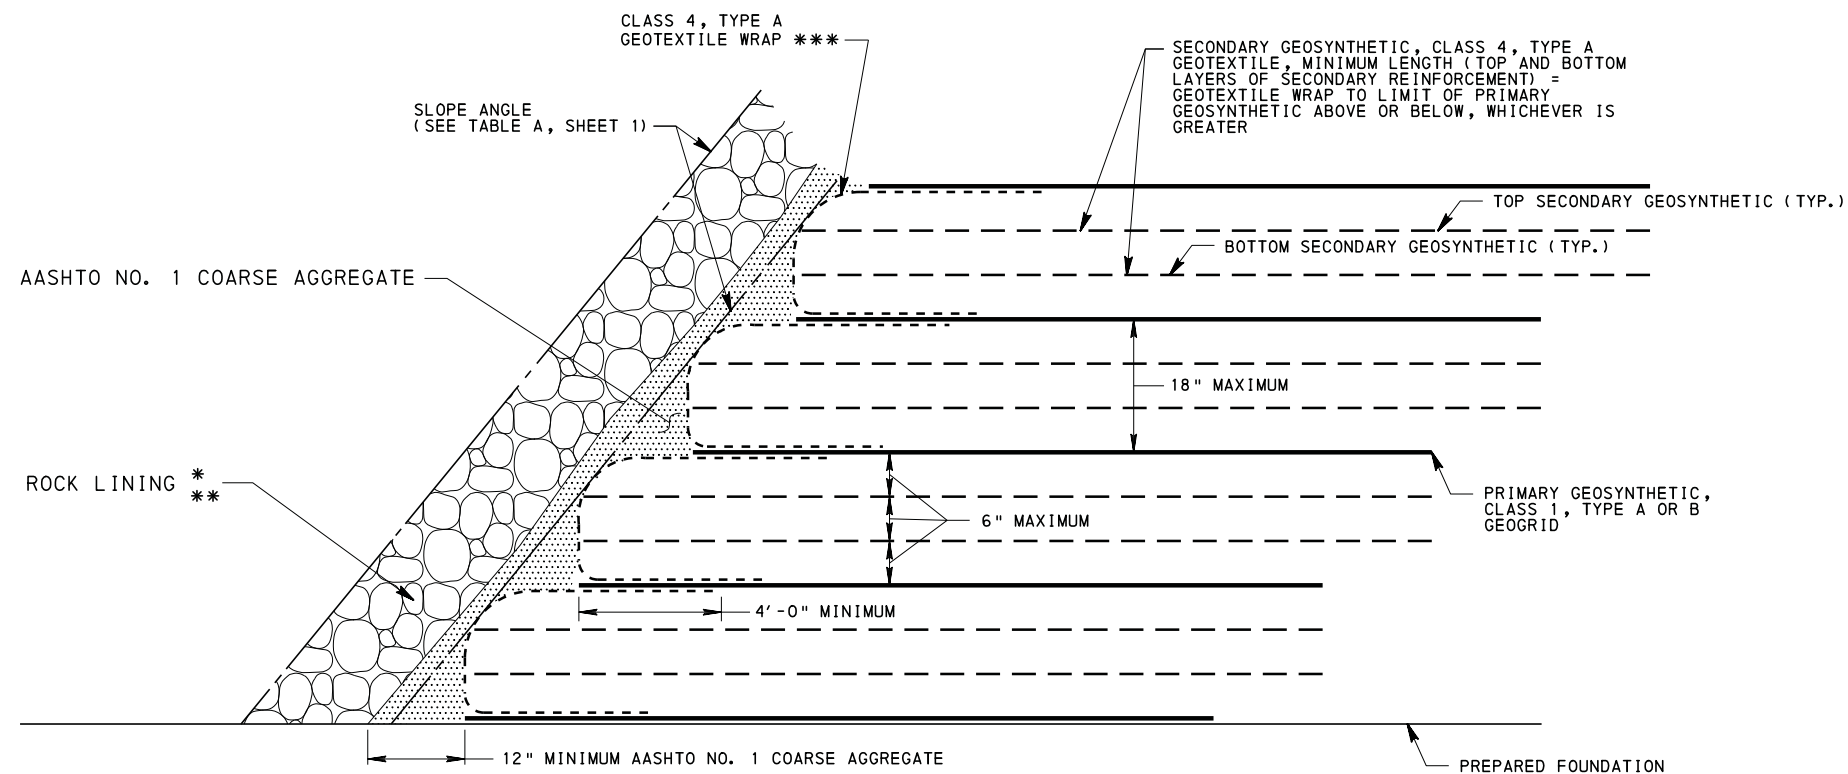 CLASS 4, TYPE A
GEOTEXTILE WRAP ***
SECONDARY GEOSYNTHETIC, CLASS 4, TYPE A
GEOTEXTILE, MINIMUM LENGTH (TOP AND BOTTOM
LAYERS OF SECONDARY REINFORCEMENT) =
GEOTEXTILE WRAP TO LIMIT OF PRIMARY
GEOSYNTHETIC ABOVE OR BELOW, WHICHEVER IS
GREATER
SLOPE ANGLE
(SEE TABLE A, SHEET 1)
TOP SECONDARY GEOSYNTHETIC (TYP.)
BOTTOM SECONDARY GEOSYNTHETIC (TYP.)
AASHTO NO. 1 COARSE AGGREGATE
18" MAXIMUM
ROCK LINING *
**
PRIMARY GEOSYNTHETIC,
CLASS 1, TYPE A OR B
GEOGRID
6" MAXIMUM
4'-0" MINIMUM
12" MINIMUM AASHTO NO. 1 COARSE AGGREGATE
PREPARED FOUNDATION